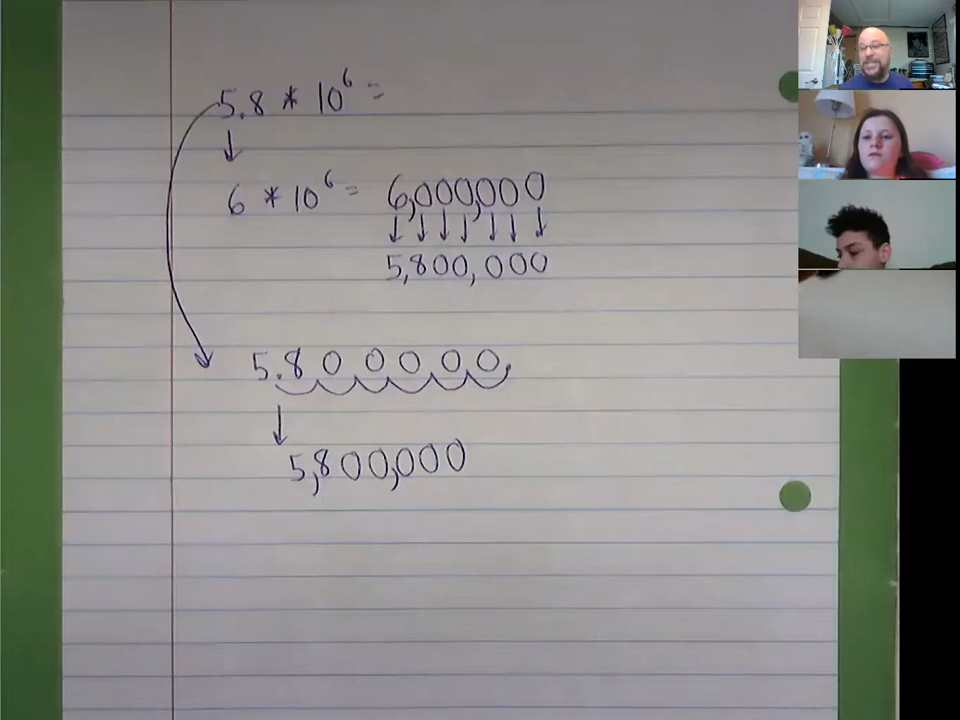 5.8 * 10⁶ =
6 * 10⁶ = 6,000,000
5,800,000
5.800000.
5,800,000